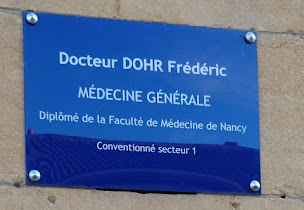 Docteur DOHR Frédéric
MÉDECINE GÉNÉRALE
Diplômé de la Faculté de Médecine de Nancy
Conventionné secteur 1